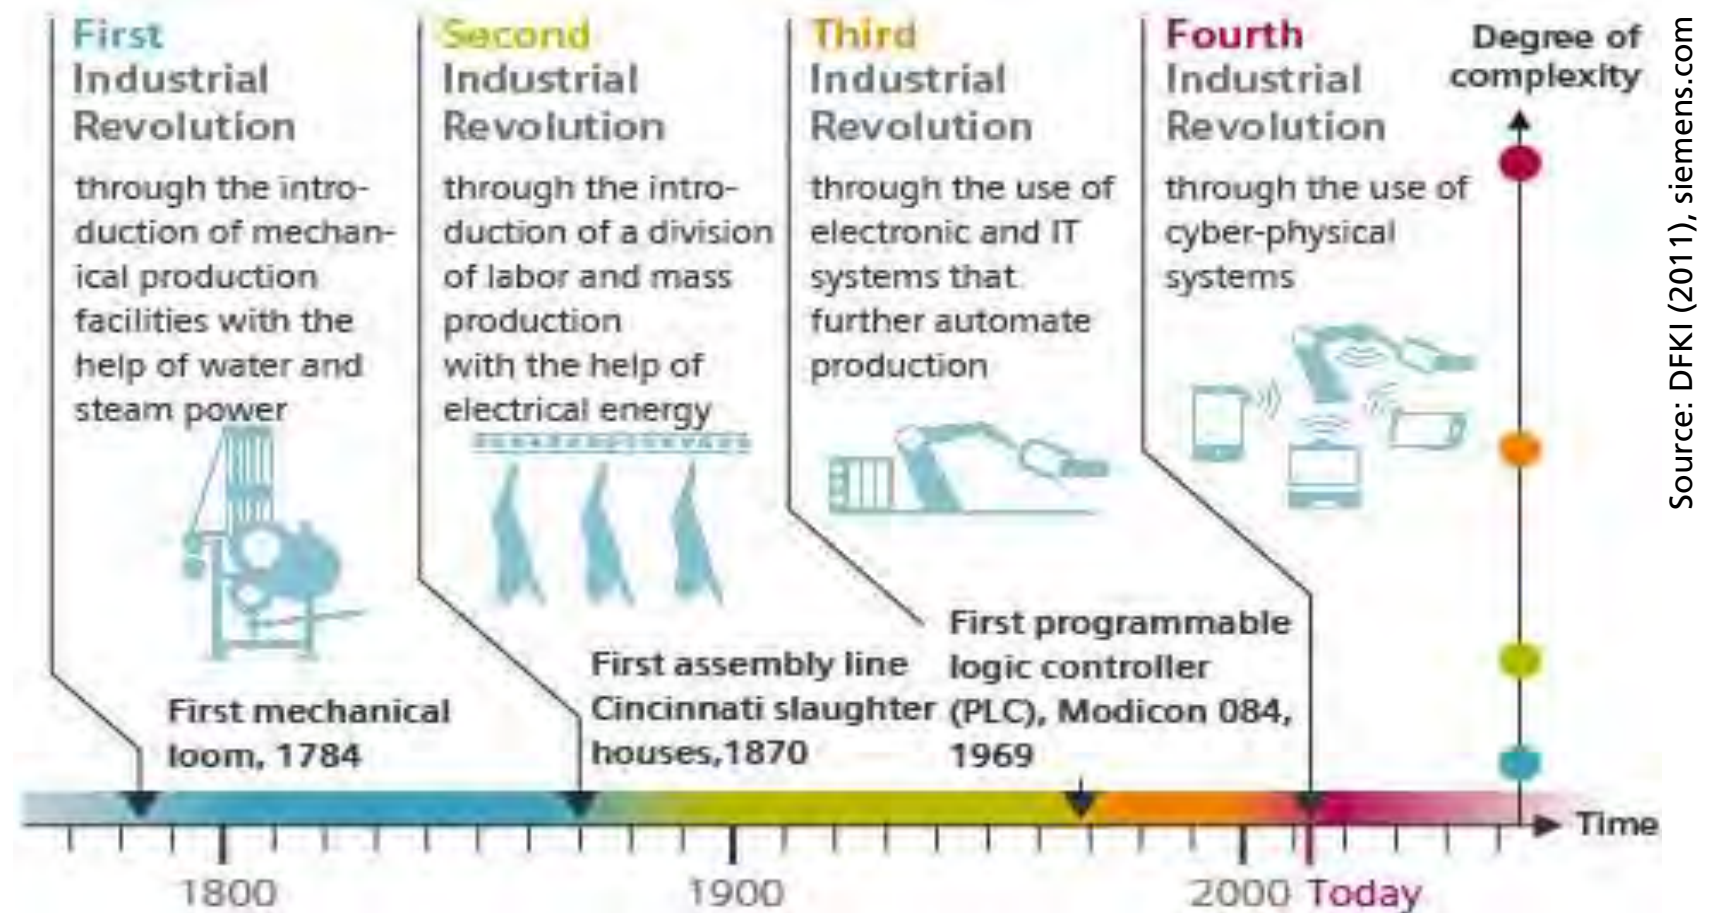 First
Industrial
Revolution
through the intro-
duction of mechan-
ical production
facilities with the
help of water and
steam power
First mechanical
loom, 1784
Second
Industrial
Revolution
through the intro-
duction of a division
of labor and mass
production
with the help of
electrical energy
First assembly line
Cincinnati slaughter
houses,1870
Third
Industrial
Revolution
through the use of
electronic and IT
systems that
further automate
production
First programmable
logic controller
(PLC), Modicon 084,
1969
Fourth
Industrial
Revolution
through the use of
cyber-physical
systems
Degree of
complexity
Time
1800
1900
2000
Today
Source: DFKI (2011), siemens.com